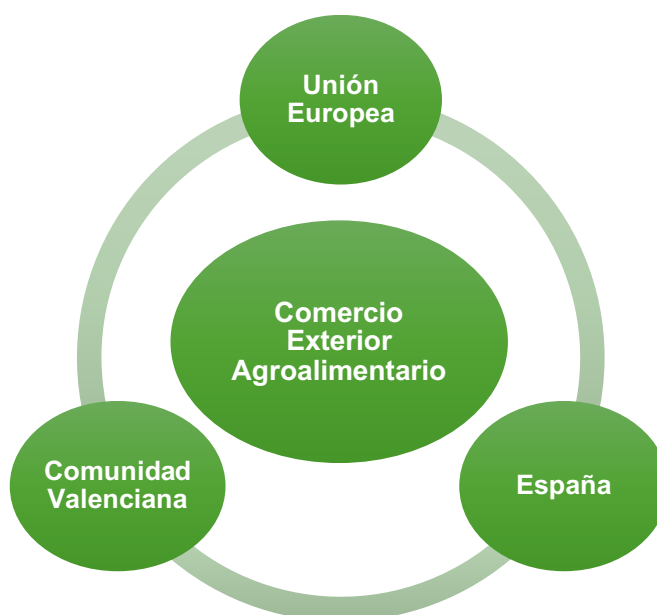 Unión
Europea
Comercio
Exterior
Agroalimentario
Comunidad
Valenciana
España